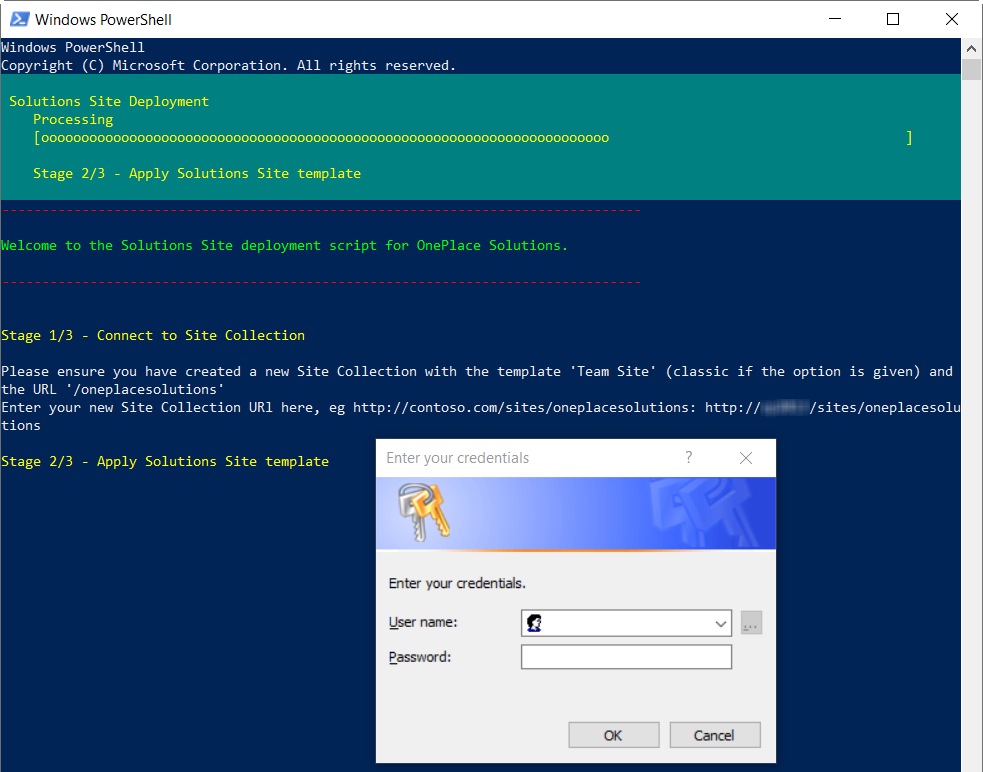 Windows PowerShell
Windows PowerShell
Copyright (C) Microsoft Corporation. All rights reserved.
Solutions Site Deployment
Processing
[ooooooooooooooooooooooooooooooooooooooooooooooooooooooooooooooooooooooo ]
Stage 2/3 - Apply Solutions Site template
--------------------------------------------------------------------------------
Welcome to the Solutions Site deployment script for OnePlace Solutions.
--------------------------------------------------------------------------------
Stage 1/3 - Connect to Site Collection
Please ensure you have created a new Site Collection with the template 'Team Site' (classic if the option is given) and
the URL '/oneplacesolutions'
Enter your new Site Collection URl here, eg http://contoso.com/sites/oneplacesolutions: http:// /sites/oneplacesolu
tions
Stage 2/3 - Apply Solutions Site template
Enter your credentials
?
Enter your credentials.
User name:
...
Password:
OK
Cancel